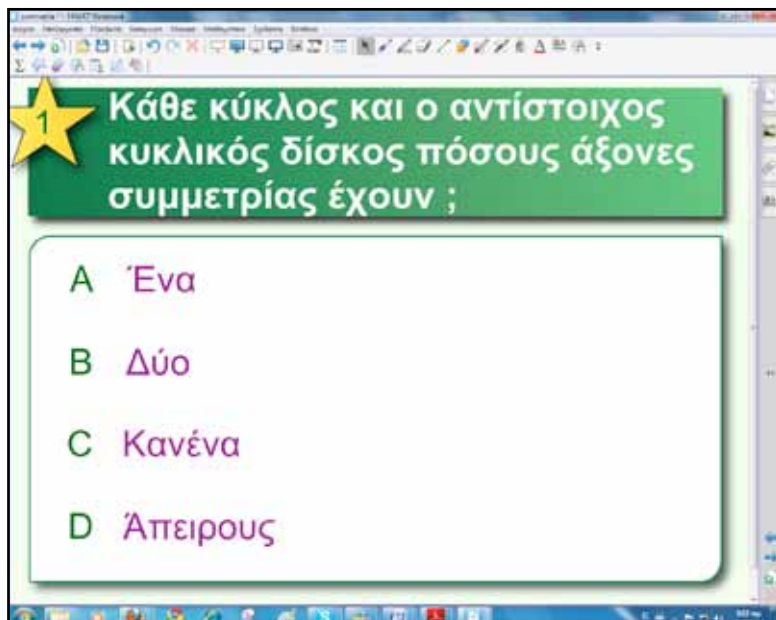 1
Κάθε κύκλος και ο αντίστοιχος
κυκλικός δίσκος πόσους άξονες
συμμετρίας έχουν ;
A Ένα
B Δύο
C Κανένα
D Άπειρους